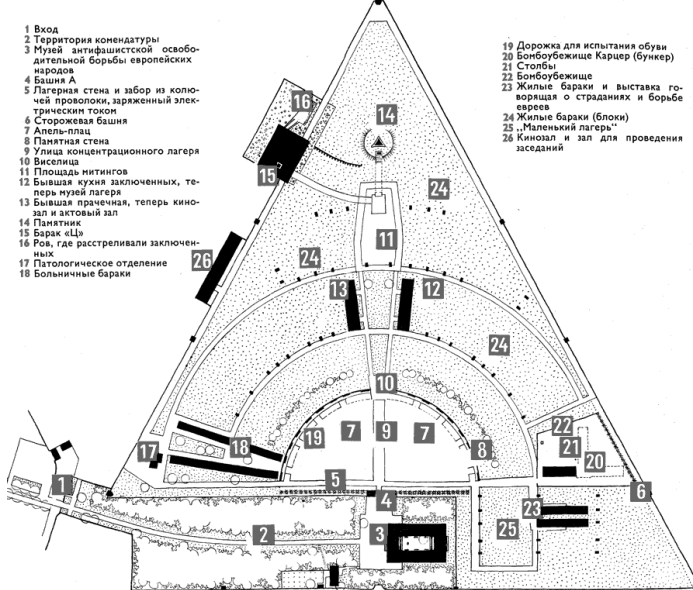 1 Вход
2 Территория комендатуры
3 Музей антифашистской освобо-
дительной борьбы европейских
народов
4 Башня А
5 Лагерная стена и забор из колю-
чей проволоки, заряженный элек-
трическим током
6 Сторожевая башня
7 Апель-плац
8 Памятная стена
9 Улица концентрационного лагеря
10 Виселица
11 Площадь митингов
12 Бывшая кухня заключенных, те-
перь музей лагеря
13 Бывшая прачечная, теперь кино-
зал и актовый зал
14 Памятник
15 Барак «Ц»
16 Ров, где расстреливали заключен-
ных
17 Патологическое отделение
18 Больничные бараки
19 Дорожка для испытания обуви
20 Бомбоубежище Карцер (бункер)
21 Столбы
22 Бомбоубежище
23 Жилые бараки и выставка го-
ворящая о страданиях и борьбе
евреев
24 Жилые бараки (блоки)
25 „Маленький лагерь"
26 Кинозал и зал для проведения
заседаний
16
14
15
24
11
26
24
13
12
24
10
22
19
7
9
7
8
21
20
17
18
1
5
4
6
23
2
3
25